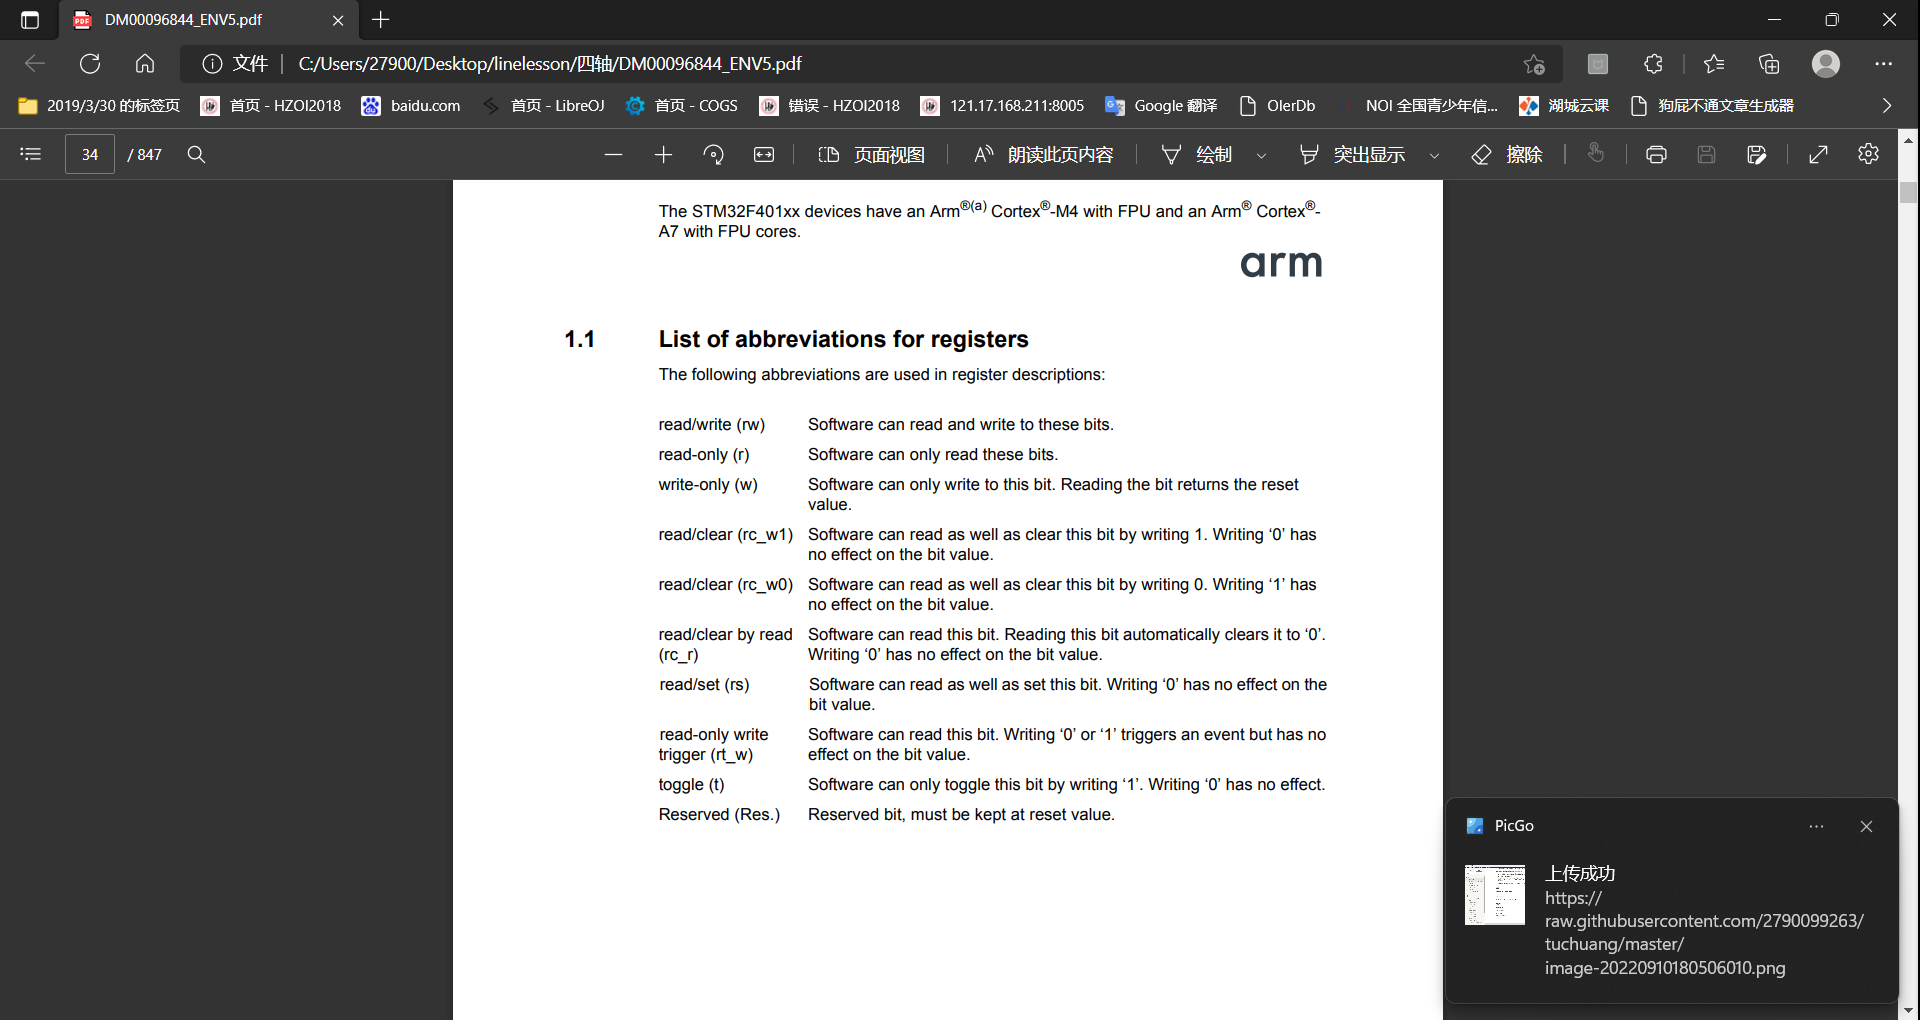 DM00096844_ENV5.pdf
文件 C:/Users/27900/Desktop/linelesson/四轴/DM00096844_ENV5.pdf
2019/3/30 的标签页 首页 - HZOI2018 baidu.com 首页 - LibreOJ 首页 - COGS 错误 - HZOI2018 121.17.168.211:8005 Google 翻译 OlerDb NOI 全国青少年信... 湖城云课 狗屁不通文章生成器
34 / 847 页面视图 朗读此页内容 绘制 突出显示 擦除
The STM32F401xx devices have an Arm®(a) Cortex®-M4 with FPU and an Arm® Cortex®-
A7 with FPU cores.
arm
1.1 List of abbreviations for registers
The following abbreviations are used in register descriptions:
read/write (rw) Software can read and write to these bits.
read-only (r) Software can only read these bits.
write-only (w) Software can only write to this bit. Reading the bit returns the reset
value.
read/clear (rc_w1) Software can read as well as clear this bit by writing 1. Writing ‘0’ has
no effect on the bit value.
read/clear (rc_w0) Software can read as well as clear this bit by writing 0. Writing ‘1’ has
no effect on the bit value.
read/clear by read Software can read this bit. Reading this bit automatically clears it to ‘0’.
(rc_r) Writing ‘0’ has no effect on the bit value.
read/set (rs) Software can read as well as set this bit. Writing ‘0’ has no effect on the
bit value.
read-only write Software can read this bit. Writing ‘0’ or ‘1’ triggers an event but has no
trigger (rt_w) effect on the bit value.
toggle (t) Software can only toggle this bit by writing ‘1’. Writing ‘0’ has no effect.
Reserved (Res.) Reserved bit, must be kept at reset value.
PicGo
上传成功
https://
raw.githubusercontent.com/2790099263/
tuchuang/master/
image-20220910180506010.png